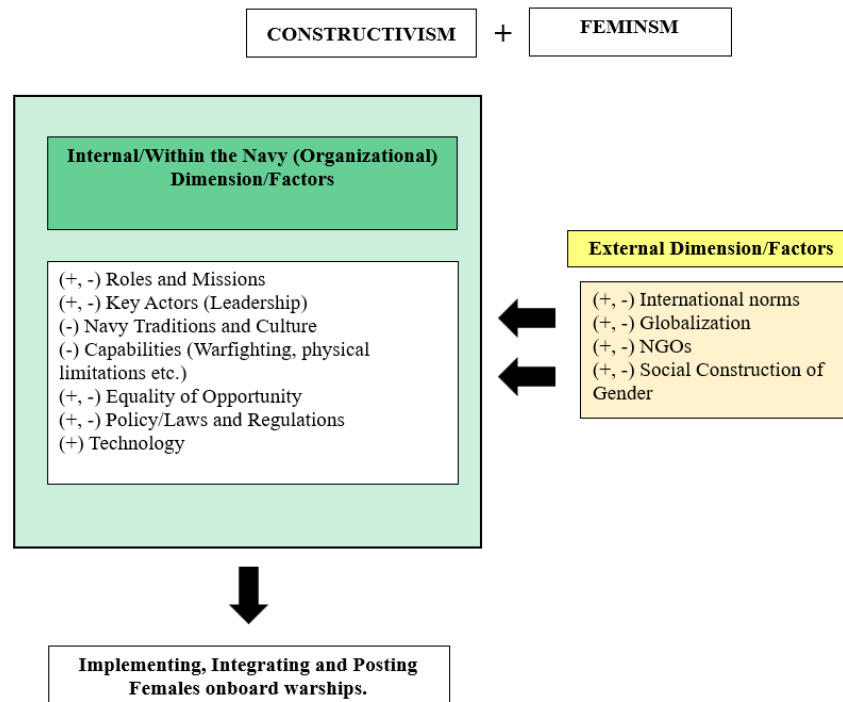 CONSTRUCTIVISM + FEMINSM
Internal/Within the Navy (Organizational)
Dimension/Factors
(+, -) Roles and Missions
(+, -) Key Actors (Leadership)
(-) Navy Traditions and Culture
(-) Capabilities (Warfighting, physical
limitations etc.)
(+, -) Equality of Opportunity
(+, -) Policy/Laws and Regulations
(+) Technology
External Dimension/Factors
(+, -) International norms
(+, -) Globalization
(+, -) NGOs
(+, -) Social Construction of
Gender
Implementing, Integrating and Posting
Females onboard warships.